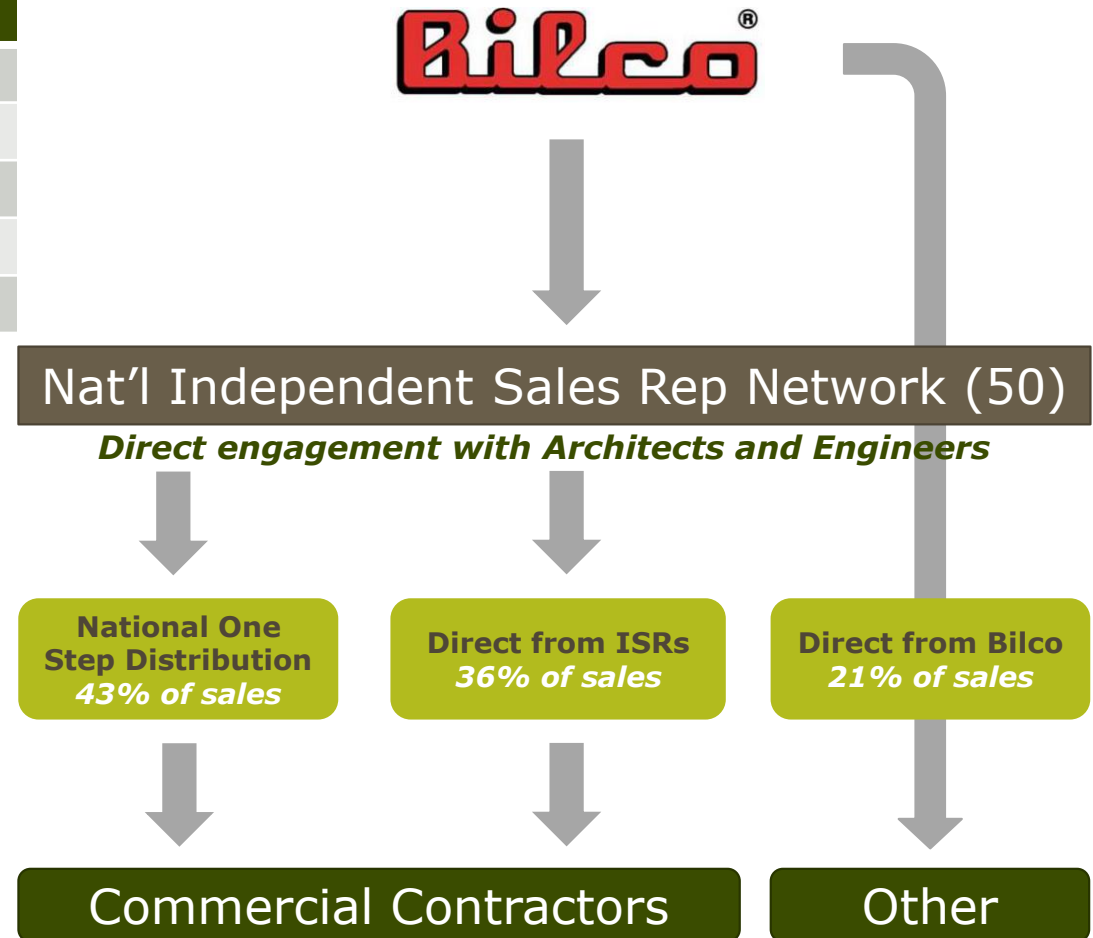 Bilco®
Nat’l Independent Sales Rep Network (50)
Direct engagement with Architects and Engineers
National One
Step Distribution
43% of sales
Direct from ISRs
36% of sales
Direct from Bilco
21% of sales
Commercial Contractors
Other